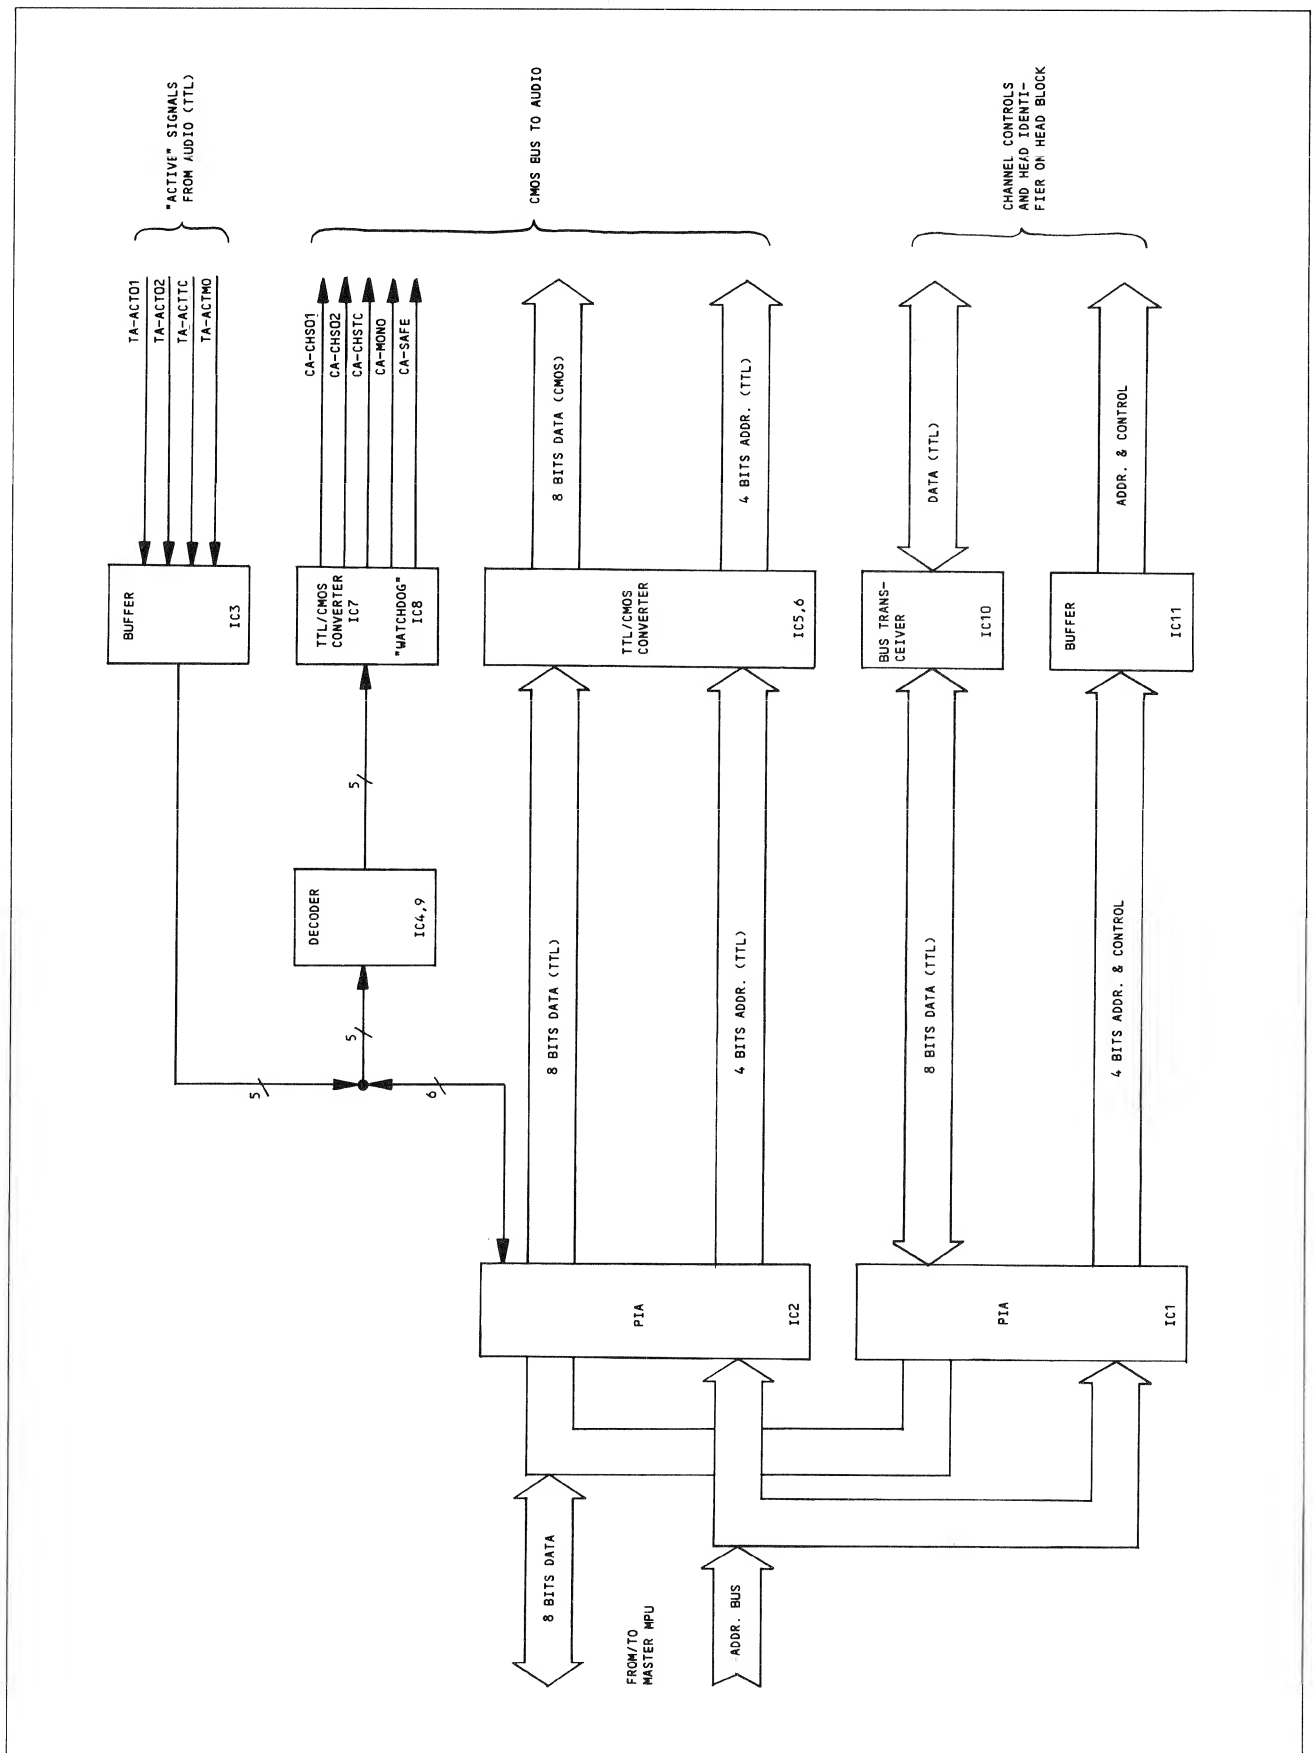 "ACTIVE" SIGNALS
FROM AUDIO (TTL)
CMOS BUS TO AUDIO
CHANNEL CONTROLS
AND HEAD IDENTI-
FIER ON HEAD BLOCK
TA-ACT01
TA-ACT02
TA-ACTTC
TA-ACTMO
CA-CHS01
CA-CHS02
CA-CHSTC
CA-MONO
CA-SAFE
8 BITS DATA (CMOS)
4 BITS ADDR. (TTL)
DATA (TTL)
ADDR. & CONTROL
BUFFER
IC3
TTL/CMOS
CONVERTER
IC7
"WATCHDOG"
IC8
TTL/CMOS
CONVERTER
IC5,6
BUS TRANS-
CEIVER
IC10
BUFFER
IC11
5
DECODER
IC4,9
5
5
6
8 BITS DATA (TTL)
4 BITS ADDR. (TTL)
8 BITS DATA (TTL)
4 BITS ADDR. & CONTROL
PIA
IC2
PIA
IC1
8 BITS DATA
FROM/TO
MASTER MPU
ADDR. BUS